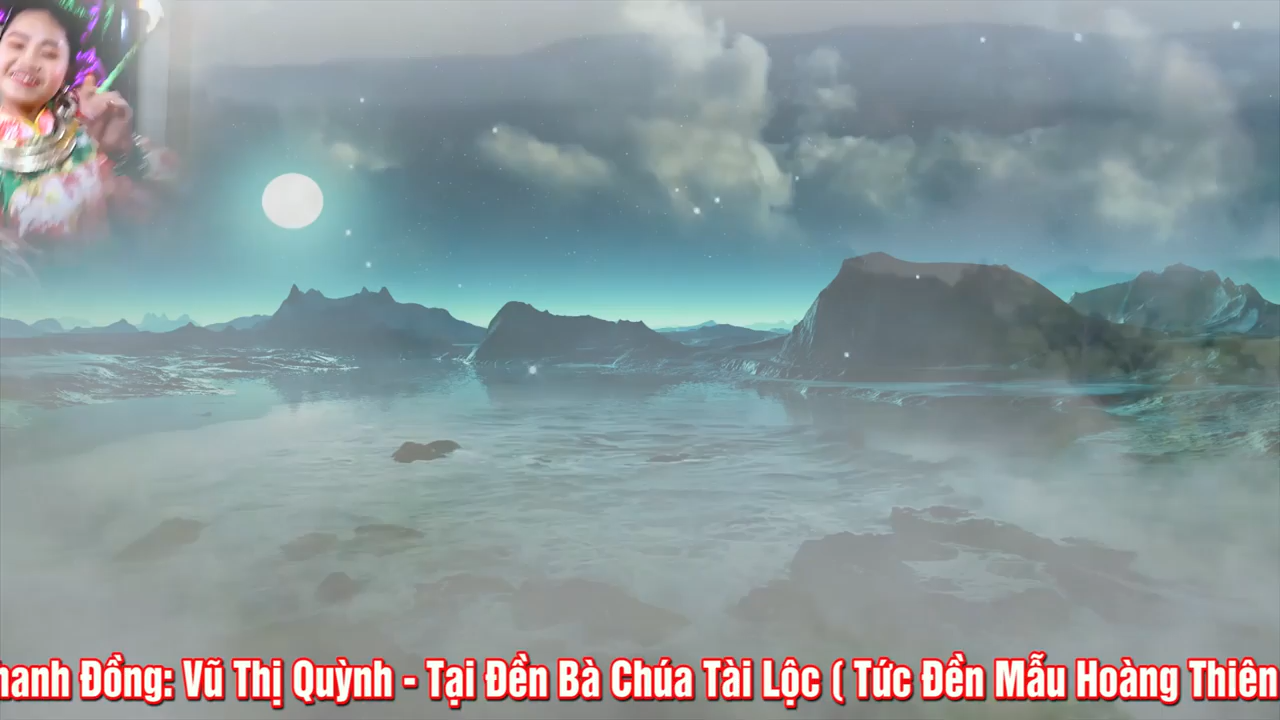 hanh Đồng: Vũ Thị Quỳnh - Tại Đền Bà Chúa Tài Lộc ( Tức Đền Mẫu Hoàng Thiên